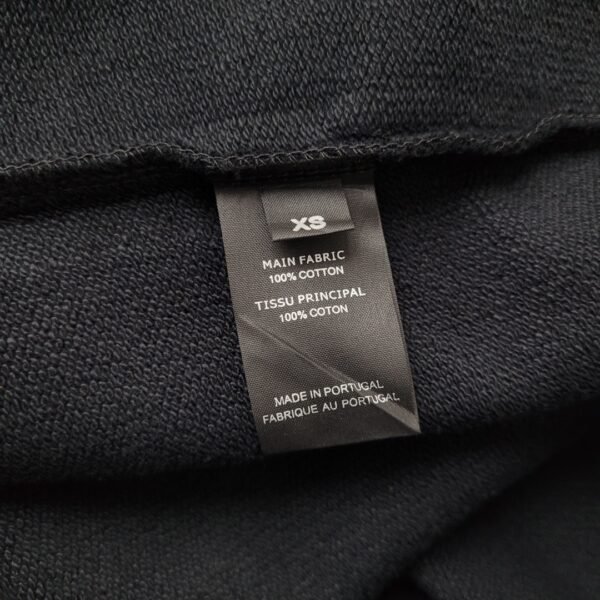 XS
MAIN FABRIC
100% COTTON
TISSU PRINCIPAL
100% COTON
MADE IN PORTUGAL
FABRIQUE AU PORTUGAL